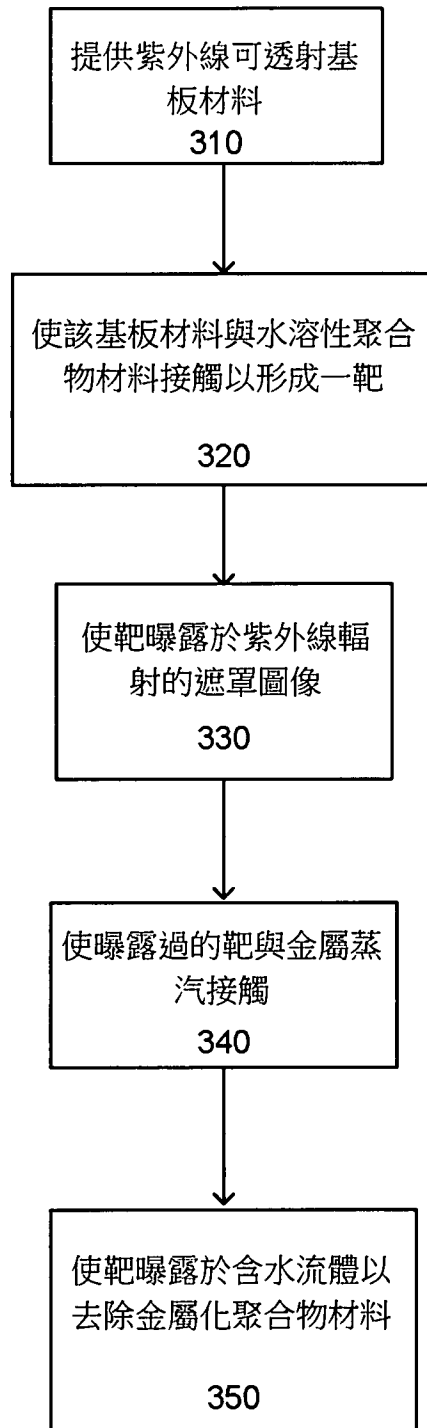 提供紫外線可透射基
板材料
310
使該基板材料與水溶性聚合
物材料接觸以形成一靶
320
使靶曝露於紫外線輻
射的遮罩圖像
330
使曝露過的靶與金屬蒸
汽接觸
340
使靶曝露於含水流體以
去除金屬化聚合物材料
350